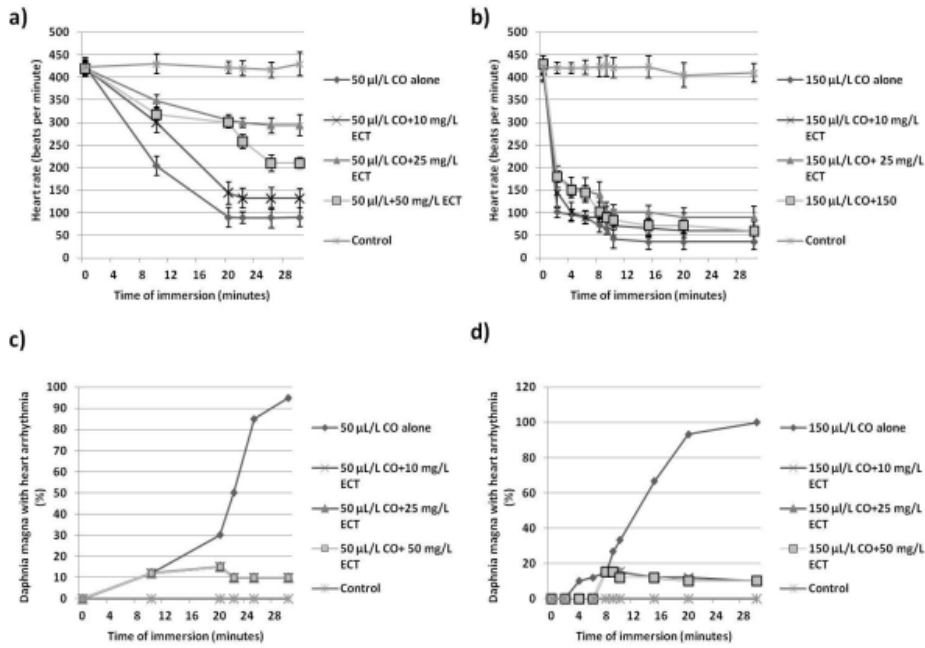 a)
Heart rate (beats per minute)
500
450
400
350
300
250
200
150
100
50
0
0 4 8 12 16 20 24 28
Time of immersion (minutes)
50 µl/L CO alone
50 µl/L CO+10 mg/L
ECT
50 µl/L CO+25 mg/L
ECT
50 µl/L+50 mg/L ECT
Control
b)
Heart rate (beats per minute)
500
450
400
350
300
250
200
150
100
50
0
0 4 8 12 16 20 24 28
Time of immersion (minutes)
150 µl/L CO alone
150 µl/L CO+10 mg/L
ECT
150 µl/L CO+ 25 mg/L
ECT
150 µl/L CO+150
Control
c)
Daphnia magna with heart arrhythmia
(%)
100
90
80
70
60
50
40
30
20
10
0
0 4 8 12 16 20 24 28
Time of immersion (minutes)
50 µL/L CO alone
50 µL/L CO+10 mg/L
ECT
50 µL/L CO+25 mg/L
ECT
50 µL/L CO+ 50 mg/L
ECT
Control
d)
Daphnia magna with heart arrhythmia
(%)
120
100
80
60
40
20
0
0 4 8 12 16 20 24 28
Time of immersion (minutes)
150 µL/L CO alone
150 µl/L CO+10 mg/L
ECT
150 µl/L CO+25 mg/L
ECT
150 µL/L CO+50 mg/L
ECT
Control